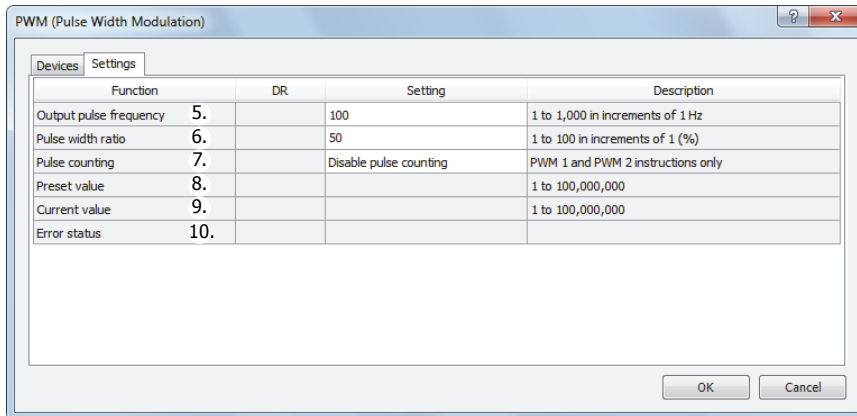 PWM (Pulse Width Modulation)
Devices Settings
Function DR Setting Description
Output pulse frequency 5. 100 1 to 1,000 in increments of 1 Hz
Pulse width ratio 6. 50 1 to 100 in increments of 1 (%)
Pulse counting 7. Disable pulse counting PWM 1 and PWM 2 instructions only
Preset value 8. 1 to 100,000,000
Current value 9. 1 to 100,000,000
Error status 10.
OK Cancel